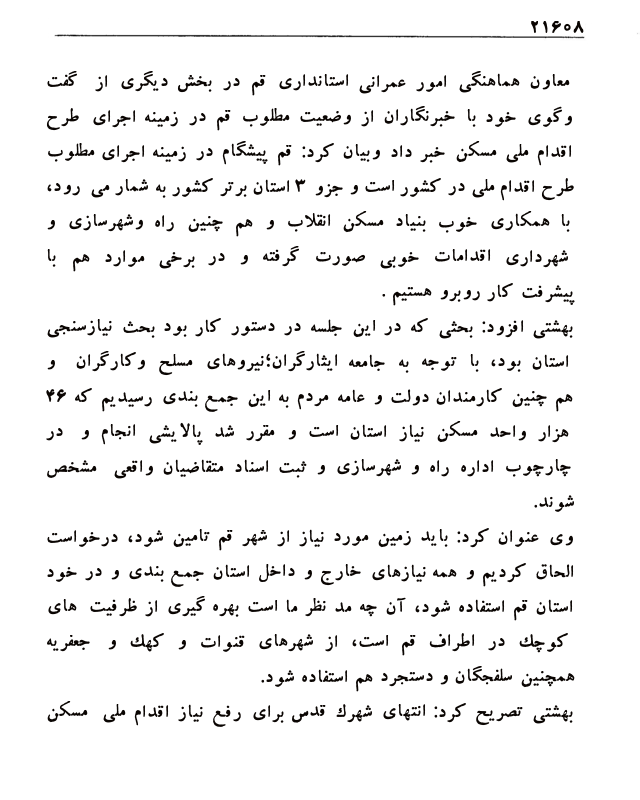 ۲۱۶۰۸
معاون هماهنگی امور عمرانی استانداری قم در بخش دیگری از گفت
وگوی خود با خبرنگاران از وضعیت مطلوب قم در زمینه اجرای طرح
اقدام ملی مسکن خبر داد وبیان کرد: قم پیشگام در زمینه اجرای مطلوب
طرح اقدام ملی در کشور است و جزو ۳ استان برتر کشور به شمار می رود،
با همکاری خوب بنیاد مسکن انقلاب و هم چنین راه وشهرسازی و
شهرداری اقدامات خوبی صورت گرفته و در برخی موارد هم با
پیشرفت کار روبرو هستیم .
بهشتی افزود: بحثی که در این جلسه در دستور کار بود بحث نیازسنجی
استان بود، با توجه به جامعه ایثارگران؛نیروهای مسلح وکارگران و
هم چنین کارمندان دولت و عامه مردم به این جمع بندی رسیدیم که ۴۶
هزار واحد مسکن نیاز استان است و مقرر شد پالایشی انجام و در
چارچوب اداره راه و شهرسازی و ثبت اسناد متقاضیان واقعی مشخص
شوند.
وی عنوان کرد: باید زمین مورد نیاز از شهر قم تامین شود، درخواست
الحاق کردیم و همه نیازهای خارج و داخل استان جمع بندی و در خود
استان قم استفاده شود، آن چه مد نظر ما است بهره گیری از ظرفیت های
کوچك در اطراف قم است، از شهرهای قنوات و کهك و جعفریه
همچنین سلفچگان و دستجرد هم استفاده شود.
بهشتی تصریح کرد: انتهای شهرك قدس برای رفع نیاز اقدام ملی مسکن